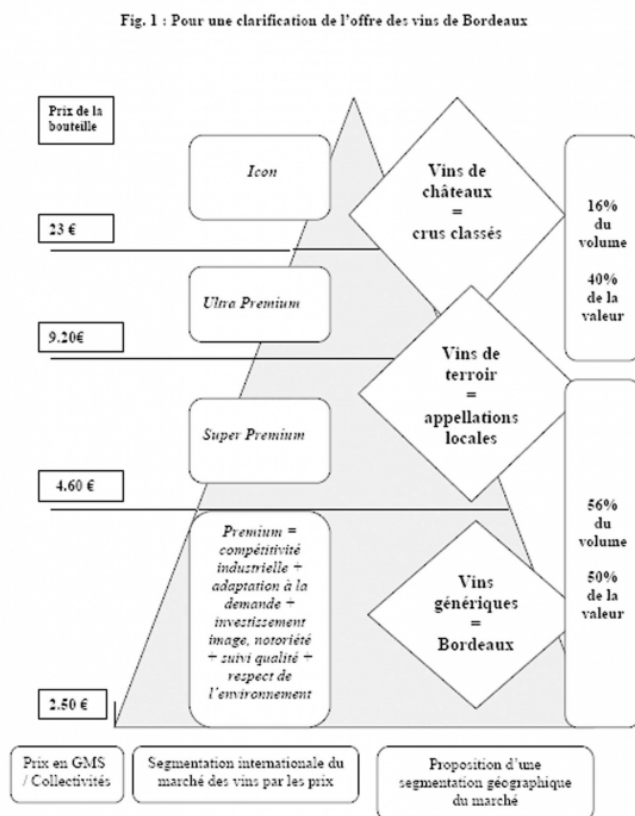 Fig. 1 : Pour une clarification de l'offre des vins de Bordeaux
Prix de la
bouteille
23 €
9.20€
4.60 €
2.50 €
Icon
Ultra Premium
Super Premium
Premium =
compétitivité
industrielle +
adaptation à la
demande +
investissement
image, notoriété
+ suivi qualité +
respect de
l'environnement
Vins de
châteaux
=
crus classés
Vins de
terroir
=
appellations
locales
Vins
génériques
=
Bordeaux
16%
du
volume
40%
de la
valeur
56%
du
volume
50%
de la
valeur
Prix en GMS
/ Collectivités
Segmentation internationale du
marché des vins par les prix
Proposition d'une
segmentation géographique
du marché